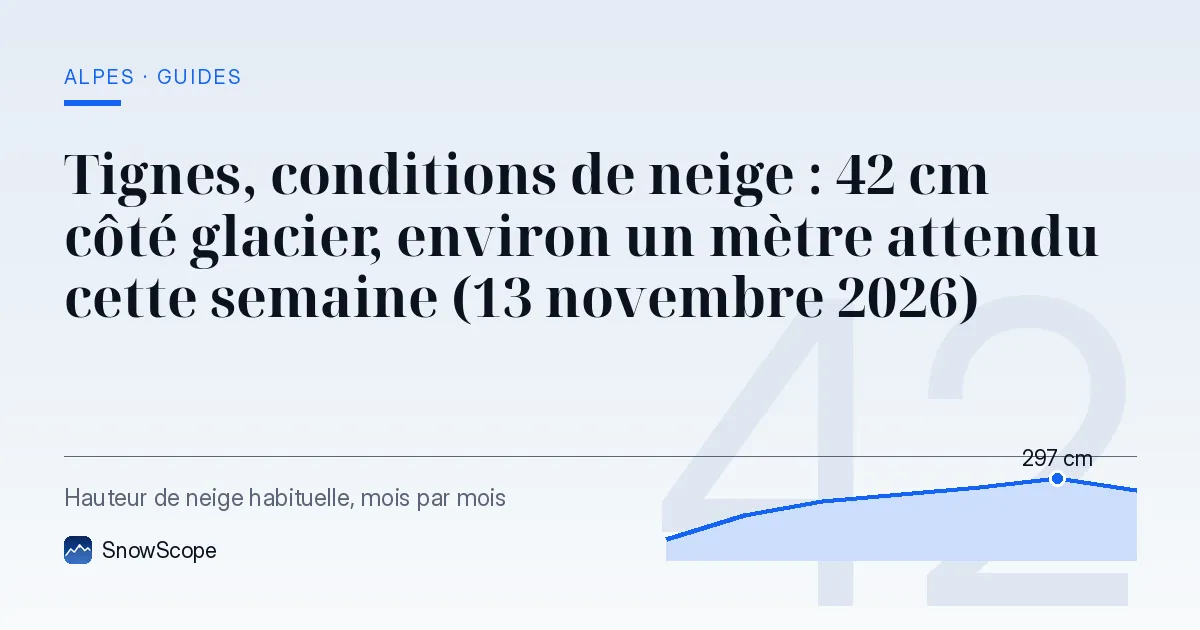 ALPES · GUIDES
Tignes, conditions de neige : 42 cm
côté glacier, environ un mètre attendu
cette semaine (13 novembre 2026)
42
297 cm
Hauteur de neige habituelle, mois par mois
SnowScope